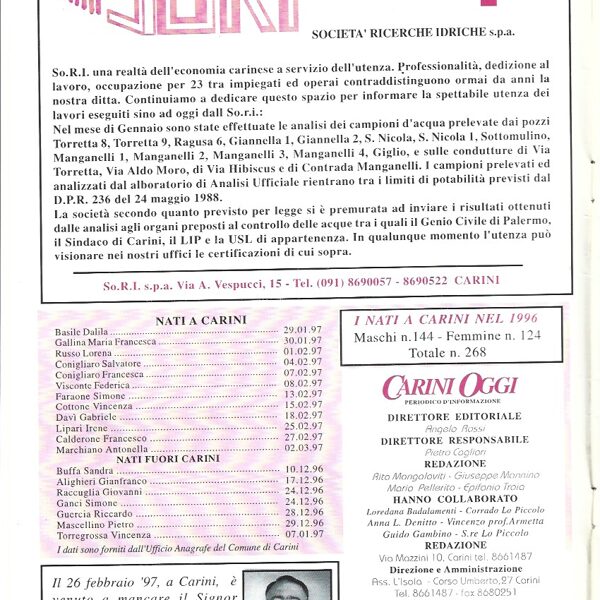 SORI
SOCIETA' RICERCHE IDRICHE s.p.a.
So.R.I. una realtà dell'economia carinese a servizio dell'utenza. Professionalità, dedizione al
lavoro, occupazione per 23 tra impiegati ed operai contraddistinguono ormai da anni la
nostra ditta. Continuiamo a dedicare questo spazio per informare la spettabile utenza dei
lavori eseguiti sino ad oggi dall So.r.i.:
Nel mese di Gennaio sono state effettuate le analisi dei campioni d'acqua prelevate dai pozzi
Torretta 8, Torretta 9, Ragusa 6, Giannella 1, Giannella 2, S. Nicola, S. Nicola 1, Sottomulino,
Manganelli 1, Manganelli 2, Manganelli 3, Manganelli 4, Giglio, e sulle condutture di Via
Torretta, Via Aldo Moro, di Via Hibiscus e di Contrada Manganelli. I campioni prelevati ed
analizzati dal alboratorio di Analisi Ufficiale rientrano tra i limiti di potabilità previsti dal
D.P.R. 236 del 24 maggio 1988.
La società secondo quanto previsto per legge si è premurata ad inviare i risultati ottenuti
dalle analisi agli organi preposti al controllo delle acque tra i quali il Genio Civile di Palermo,
il Sindaco di Carini, il LIP e la USL di appartenenza. In qualunque momento l'utenza può
visionare nei nostri uffici le certificazioni di cui sopra.
So.R.I. s.p.a. Via A. Vespucci, 15 - Tel. (091) 8690057 - 8690522 CARINI
NATI A CARINI
Basile Dalila 29.01.97
Gallina Maria Francesca 30.01.97
Russo Lorena 01.02.97
Conigliaro Salvatore 04.02.97
Conigliaro Francesca 07.02.97
Visconte Federica 08.02.97
Faraone Simone 13.02.97
Cottone Vincenza 15.02.97
Davì Gabriele 18.02.97
Lipari Irene 25.02.97
Calderone Francesco 27.02.97
Marchiano Antonella 02.03.97
NATI FUORI CARINI
Buffa Sandra 10.12.96
Alighieri Gianfranco 17.12.96
Raccuglia Giovanni 24.12.96
Ganci Simone 24.12.96
Guercia Riccardo 28.12.96
Mascellino Pietro 29.12.96
Torregrossa Vincenza 07.01.97
I dati sono forniti dall'Ufficio Anagrafe del Comune di Carini
Il 26 febbraio '97, a Carini, è
venuto a mancare il Signor
I NATI A CARINI NEL 1996
Maschi n.144 - Femmine n. 124
Totale n. 268
CARINI OGGI
PERIODICO D'INFORMAZIONE
DIRETTORE EDITORIALE
Angelo Rossi
DIRETTORE RESPONSABILE
Pietro Cagliari
REDAZIONE
Rita Mangalaviti - Giuseppe Mannino
Maria Pellerito - Epifania Troia
HANNO COLLABORATO
Loredana Badalamenti - Corrado Lo Piccolo
Anna L. Denitto - Vincenzo prof.Armetta
Guido Gambino - S.re Lo Piccolo
REDAZIONE
Via Mazzini 10, Carini tel. 8661487
Direzione e Amministrazione
Ass. L'Isola - Corso Umberto,27 Carini
Tel. 8661487 - fax 8680251